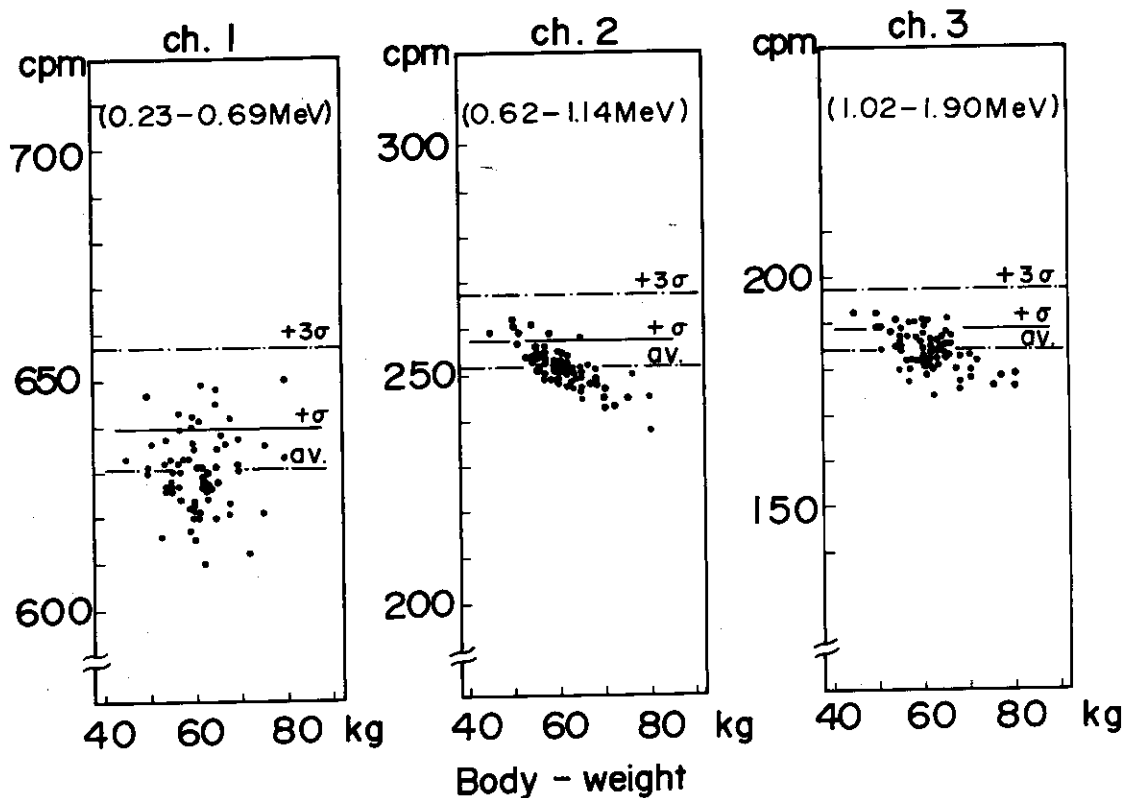 ch. 1
cpm
(0.23-0.69MeV)
700
+3σ
650
+σ
av.
600
40 60 80 kg
ch. 2
(0.62-1.14MeV)
300
+3σ
+σ
av.
250
200
40 60 80 kg
ch. 3
cpm
(1.02-1.90MeV)
200
+3σ
+σ
av.
150
40 60 80 kg
Body - weight